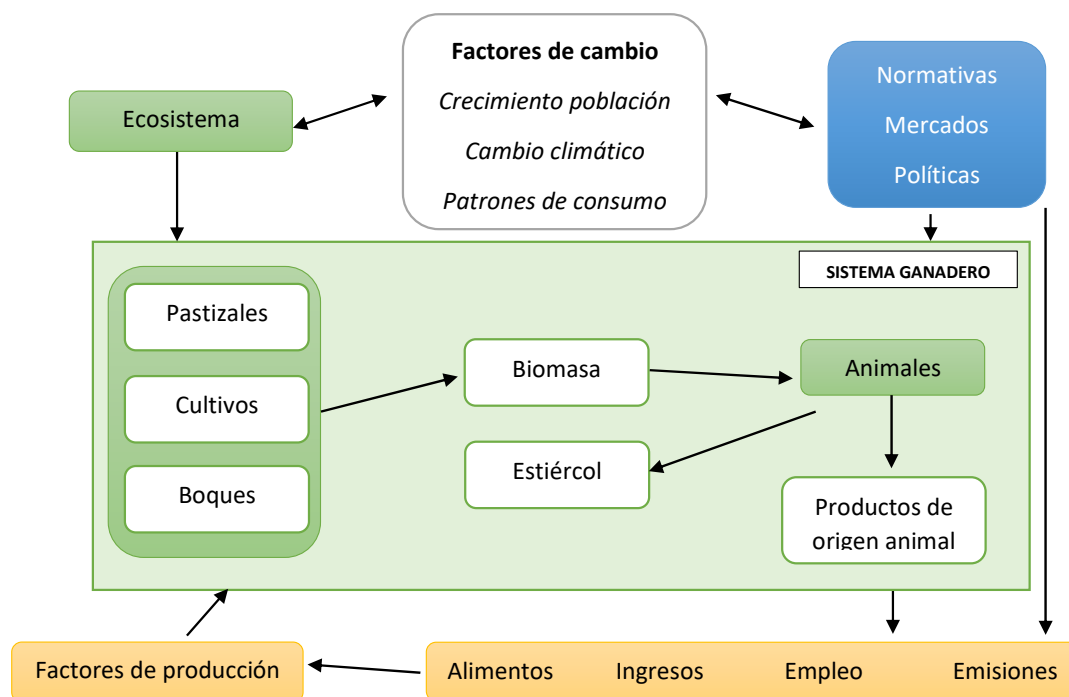 Factores de cambio
Crecimiento población
Cambio climático
Patrones de consumo
Ecosistema
Normativas
Mercados
Políticas
SISTEMA GANADERO
Pastizales
Cultivos
Boques
Biomasa
Estiércol
Animales
Productos de
origen animal
Factores de producción
Alimentos Ingresos Empleo Emisiones